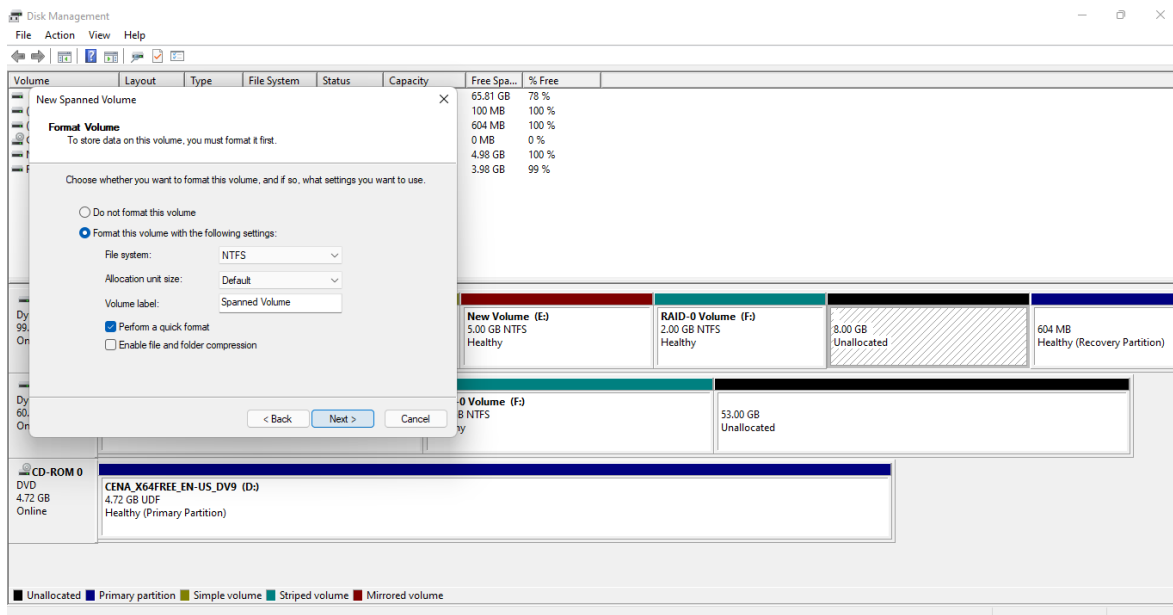 Disk Management
File Action View Help
Volume Layout Type File System Status Capacity Free Spa... % Free
65.81 GB 78 %
100 MB 100 %
604 MB 100 %
0 MB 0 %
4.98 GB 100 %
3.98 GB 99 %
New Spanned Volume
Format Volume
To store data on this volume, you must format it first.
Choose whether you want to format this volume, and if so, what settings you want to use.
Do not format this volume
Format this volume with the following settings:
File system: NTFS
Allocation unit size: Default
Volume label: Spanned Volume
Perform a quick format
Enable file and folder compression
< Back Next > Cancel
Dy
99.
On
New Volume (E:)
5.00 GB NTFS
Healthy
RAID-0 Volume (F:)
2.00 GB NTFS
Healthy
8.00 GB
Unallocated
604 MB
Healthy (Recovery Partition)
Dy
60.
On
-0 Volume (F:)
B NTFS
hy
53.00 GB
Unallocated
CD-ROM 0
DVD
4.72 GB
Online
CENA_X64FREE_EN-US_DV9 (D:)
4.72 GB UDF
Healthy (Primary Partition)
Unallocated Primary partition Simple volume Striped volume Mirrored volume